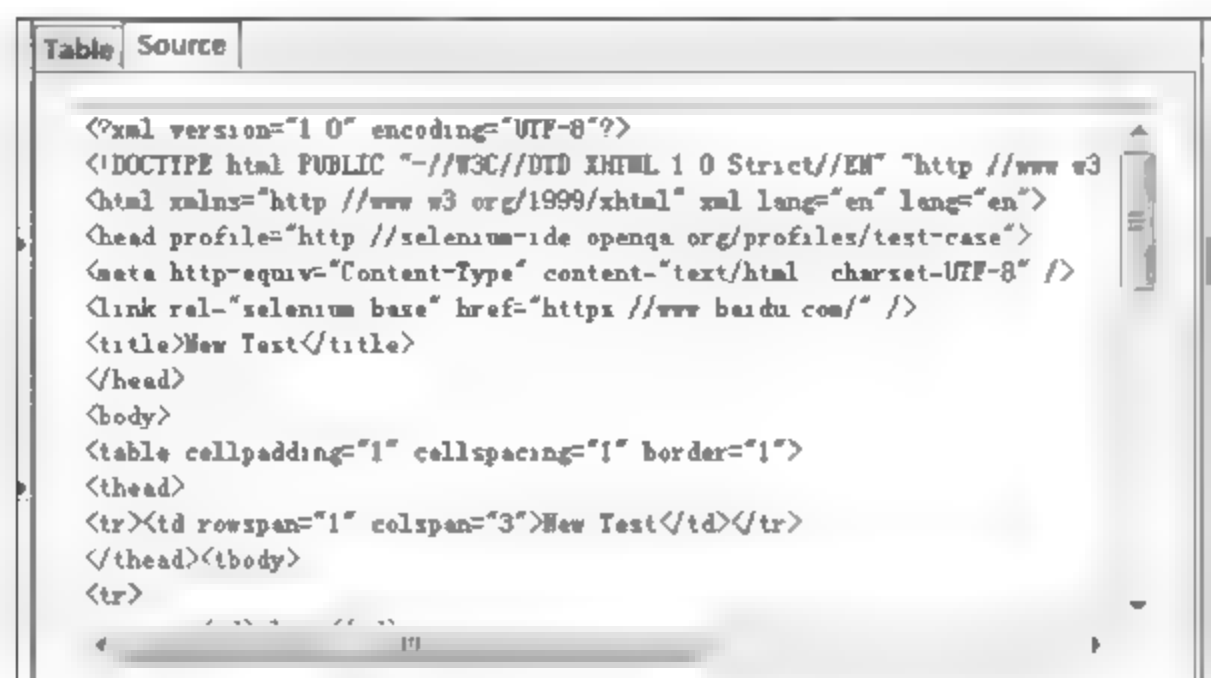 Table Source
<?xml version="1.0" encoding="UTF-8"?>
<!DOCTYPE html PUBLIC "-//W3C//DTD XHTML 1.0 Strict//EN" "http://www.w3
<html xmlns="http://www.w3.org/1999/xhtml" xml:lang="en" lang="en">
<head profile="http://selenium-ide.openqa.org/profiles/test-case">
<meta http-equiv="Content-Type" content="text/html; charset=UTF-8" />
<link rel="selenium.base" href="https://www.baidu.com/" />
<title>New Test</title>
</head>
<body>
<table cellpadding="1" cellspacing="1" border="1">
<thead>
<tr><td rowspan="1" colspan="3">New Test</td></tr>
</thead><tbody>
<tr>